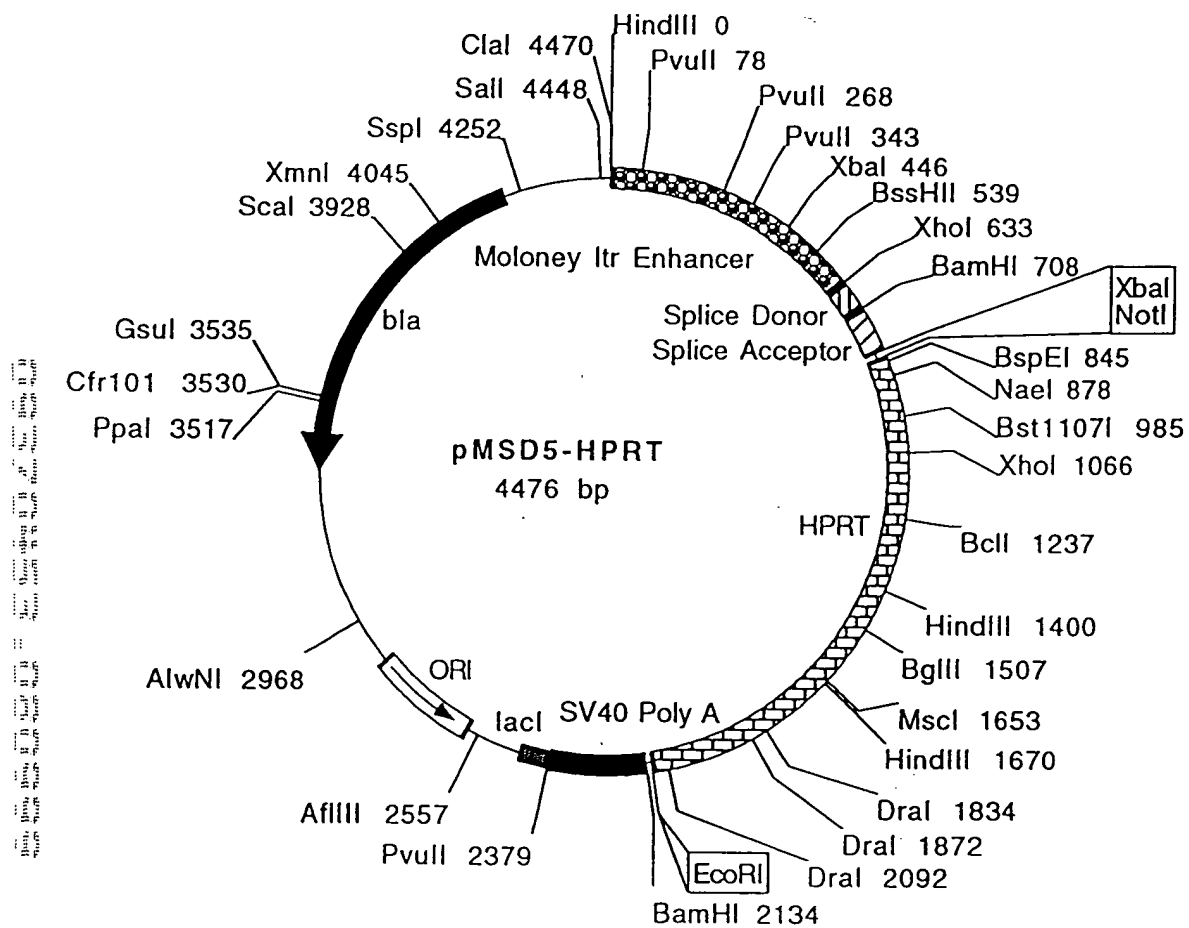 HindIII 0
ClaI 4470
PvuII 78
SalI 4448
PvuII 268
SspI 4252
PvuII 343
XbaI 446
XmnI 4045
BssHII 539
ScaI 3928
XhoI 633
Moloney ltr Enhancer
BamHI 708
XbaI
NotI
bla
Splice Donor
GsuI 3535
Splice Acceptor
BspEI 845
Cfr101 3530
NaeI 878
PpaI 3517
Bst1107I 985
pMSD5-HPRT
XhoI 1066
4476 bp
HPRT
BclI 1237
HindIII 1400
ORI
BglII 1507
AlwNI 2968
lacI
SV40 Poly A
MscI 1653
HindIII 1670
AflIII 2557
DraI 1834
PvuII 2379
DraI 1872
EcoRI
DraI 2092
BamHI 2134